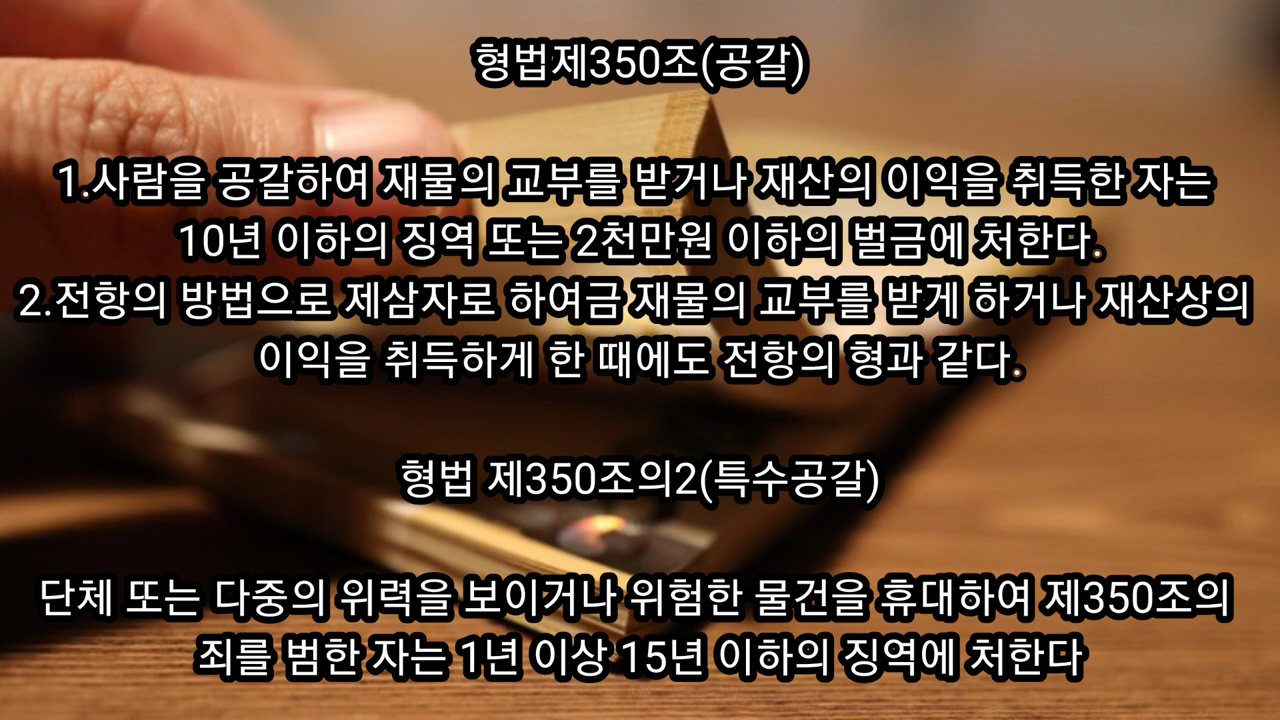 형법제350조(공갈)
1.사람을 공갈하여 재물의 교부를 받거나 재산의 이익을 취득한 자는
10년 이하의 징역 또는 2천만원 이하의 벌금에 처한다.
2.전항의 방법으로 제삼자로 하여금 재물의 교부를 받게 하거나 재산상의
이익을 취득하게 한 때에도 전항의 형과 같다.
형법 제350조의2(특수공갈)
단체 또는 다중의 위력을 보이거나 위험한 물건을 휴대하여 제350조의
죄를 범한 자는 1년 이상 15년 이하의 징역에 처한다